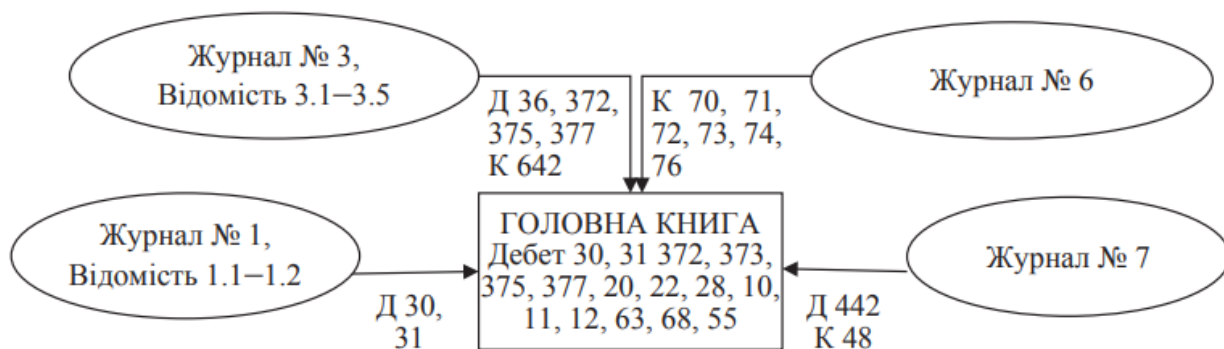 Журнал № 3,
Відомість 3.1–3.5
Журнал № 6
Д 36, 372,
375, 377
К 642
К 70, 71,
72, 73, 74,
76
Журнал № 1,
Відомість 1.1–1.2
ГОЛОВНА КНИГА
Дебет 30, 31 372, 373,
375, 377, 20, 22, 28, 10,
11, 12, 63, 68, 55
Журнал № 7
Д 30,
31
Д 442
К 48